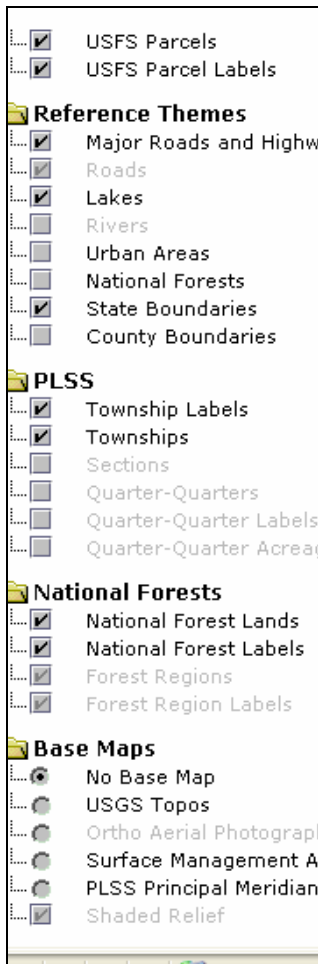 USFS Parcels
USFS Parcel Labels
Reference Themes
Major Roads and Highw
Roads
Lakes
Rivers
Urban Areas
National Forests
State Boundaries
County Boundaries
PLSS
Township Labels
Townships
Sections
Quarter-Quarters
Quarter-Quarter Labels
Quarter-Quarter Acreag
National Forests
National Forest Lands
National Forest Labels
Forest Regions
Forest Region Labels
Base Maps
No Base Map
USGS Topos
Ortho Aerial Photograph
Surface Management A
PLSS Principal Meridian
Shaded Relief